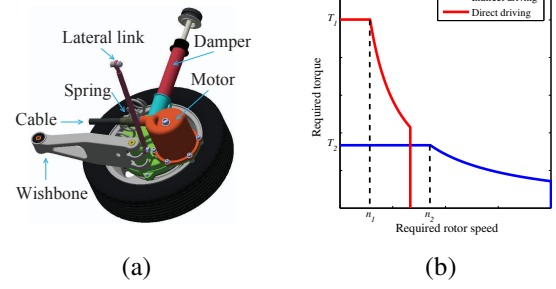 Lateral link
Damper
Motor
Spring
Cable
Wishbone
(a)
(b)
Direct driving
Required torque
T1
T2
n1
n2
Required rotor speed